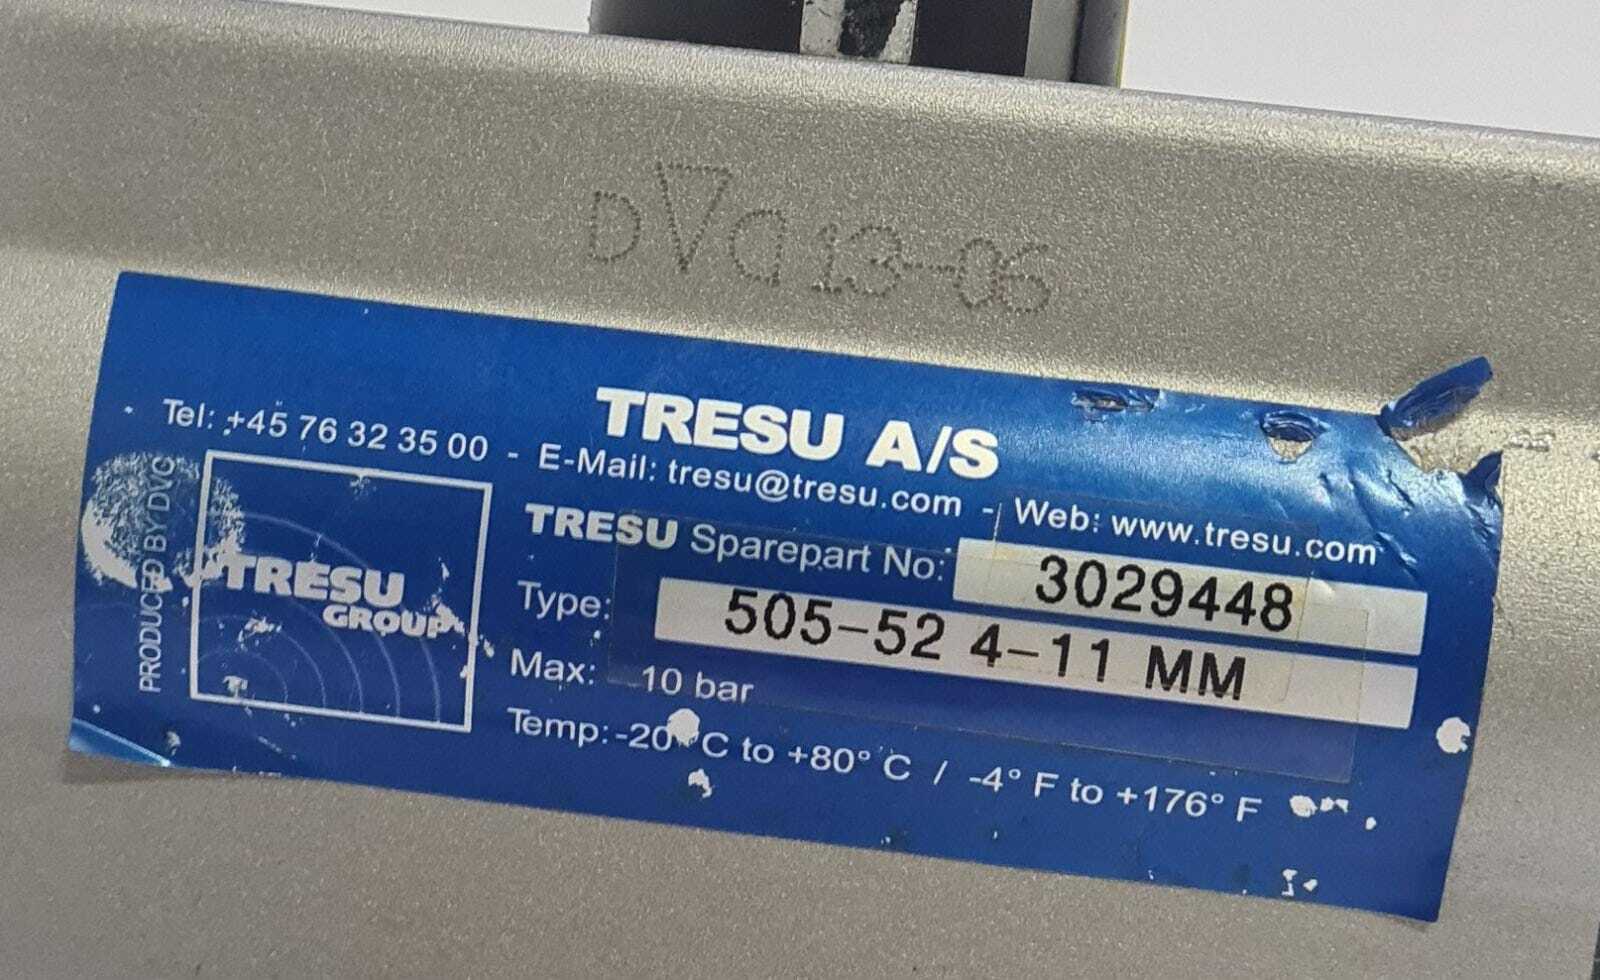 DVG 13-06
TRESU A/S
Tel: +45 76 32 35 00 - E-Mail: tresu@tresu.com - Web: www.tresu.com
PRODUCED BY DVG
TRESU
GROUP
TRESU Sparepart No: 3029448
Type: 505-52 4-11 MM
Max: 10 bar
Temp: -20° C to +80° C / -4° F to +176° F